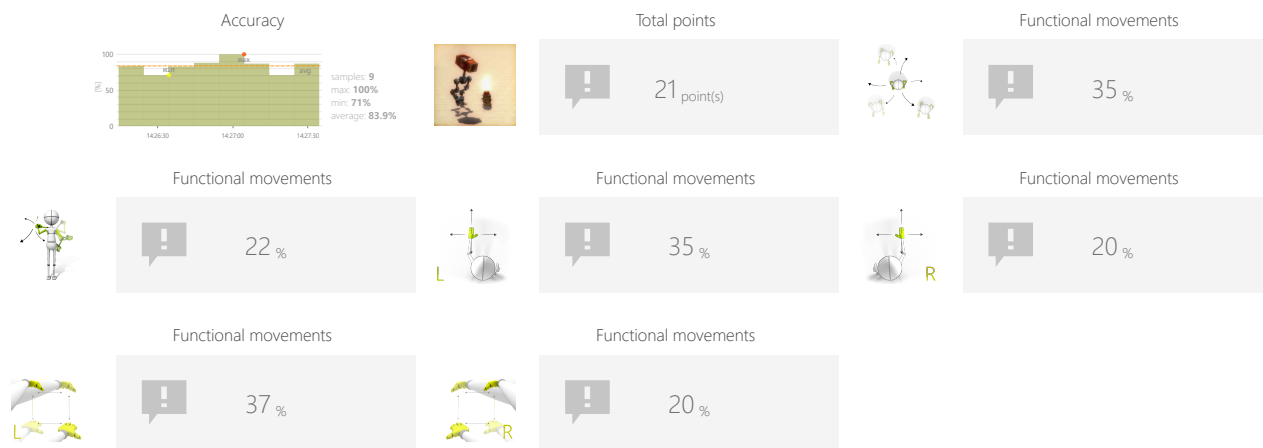 Accuracy
100
50
0
[%]
min
max
avg
14:26:30
14:27:00
14:27:30
samples: 9
max: 100%
min: 71%
average: 83.9%
Total points
21 point(s)
Functional movements
35 %
Functional movements
22 %
Functional movements
L
35 %
Functional movements
R
20 %
Functional movements
L
37 %
Functional movements
R
20 %